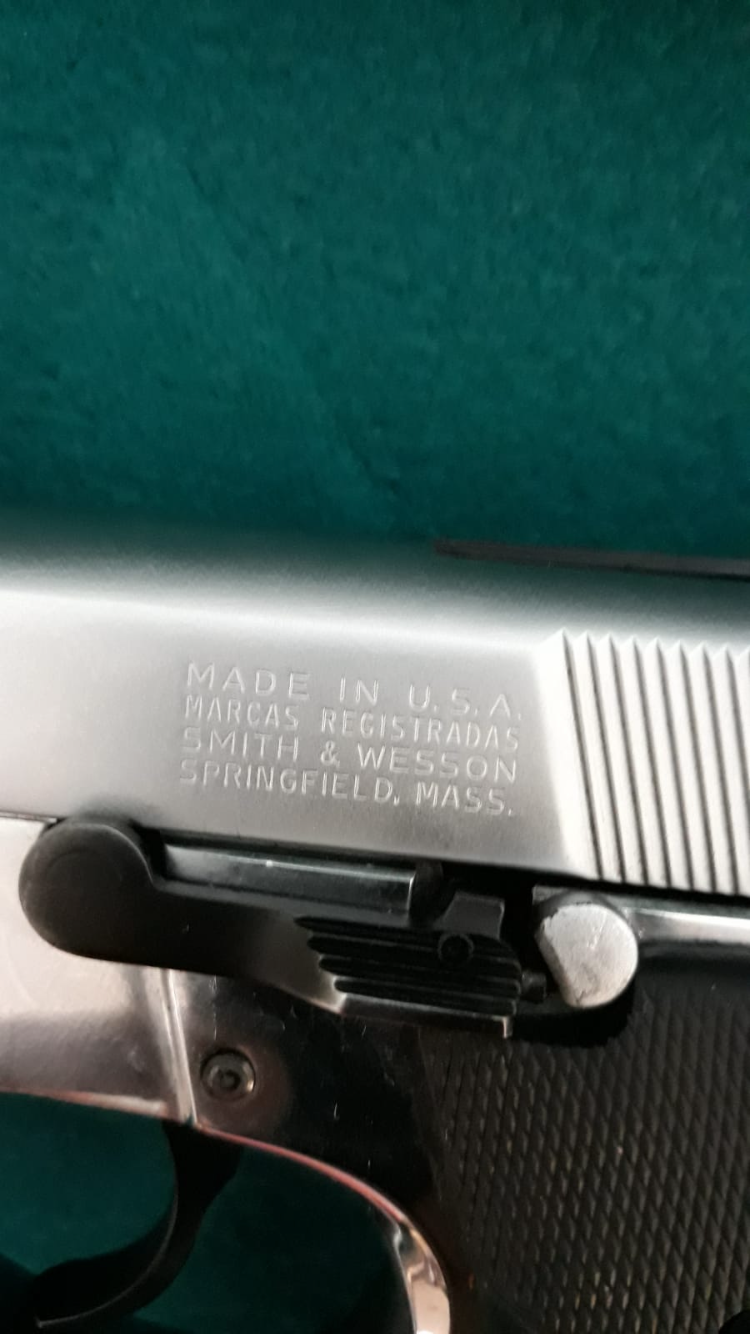 MADE IN U.S.A.
MARCAS REGISTRADAS
SMITH & WESSON
SPRINGFIELD, MASS.